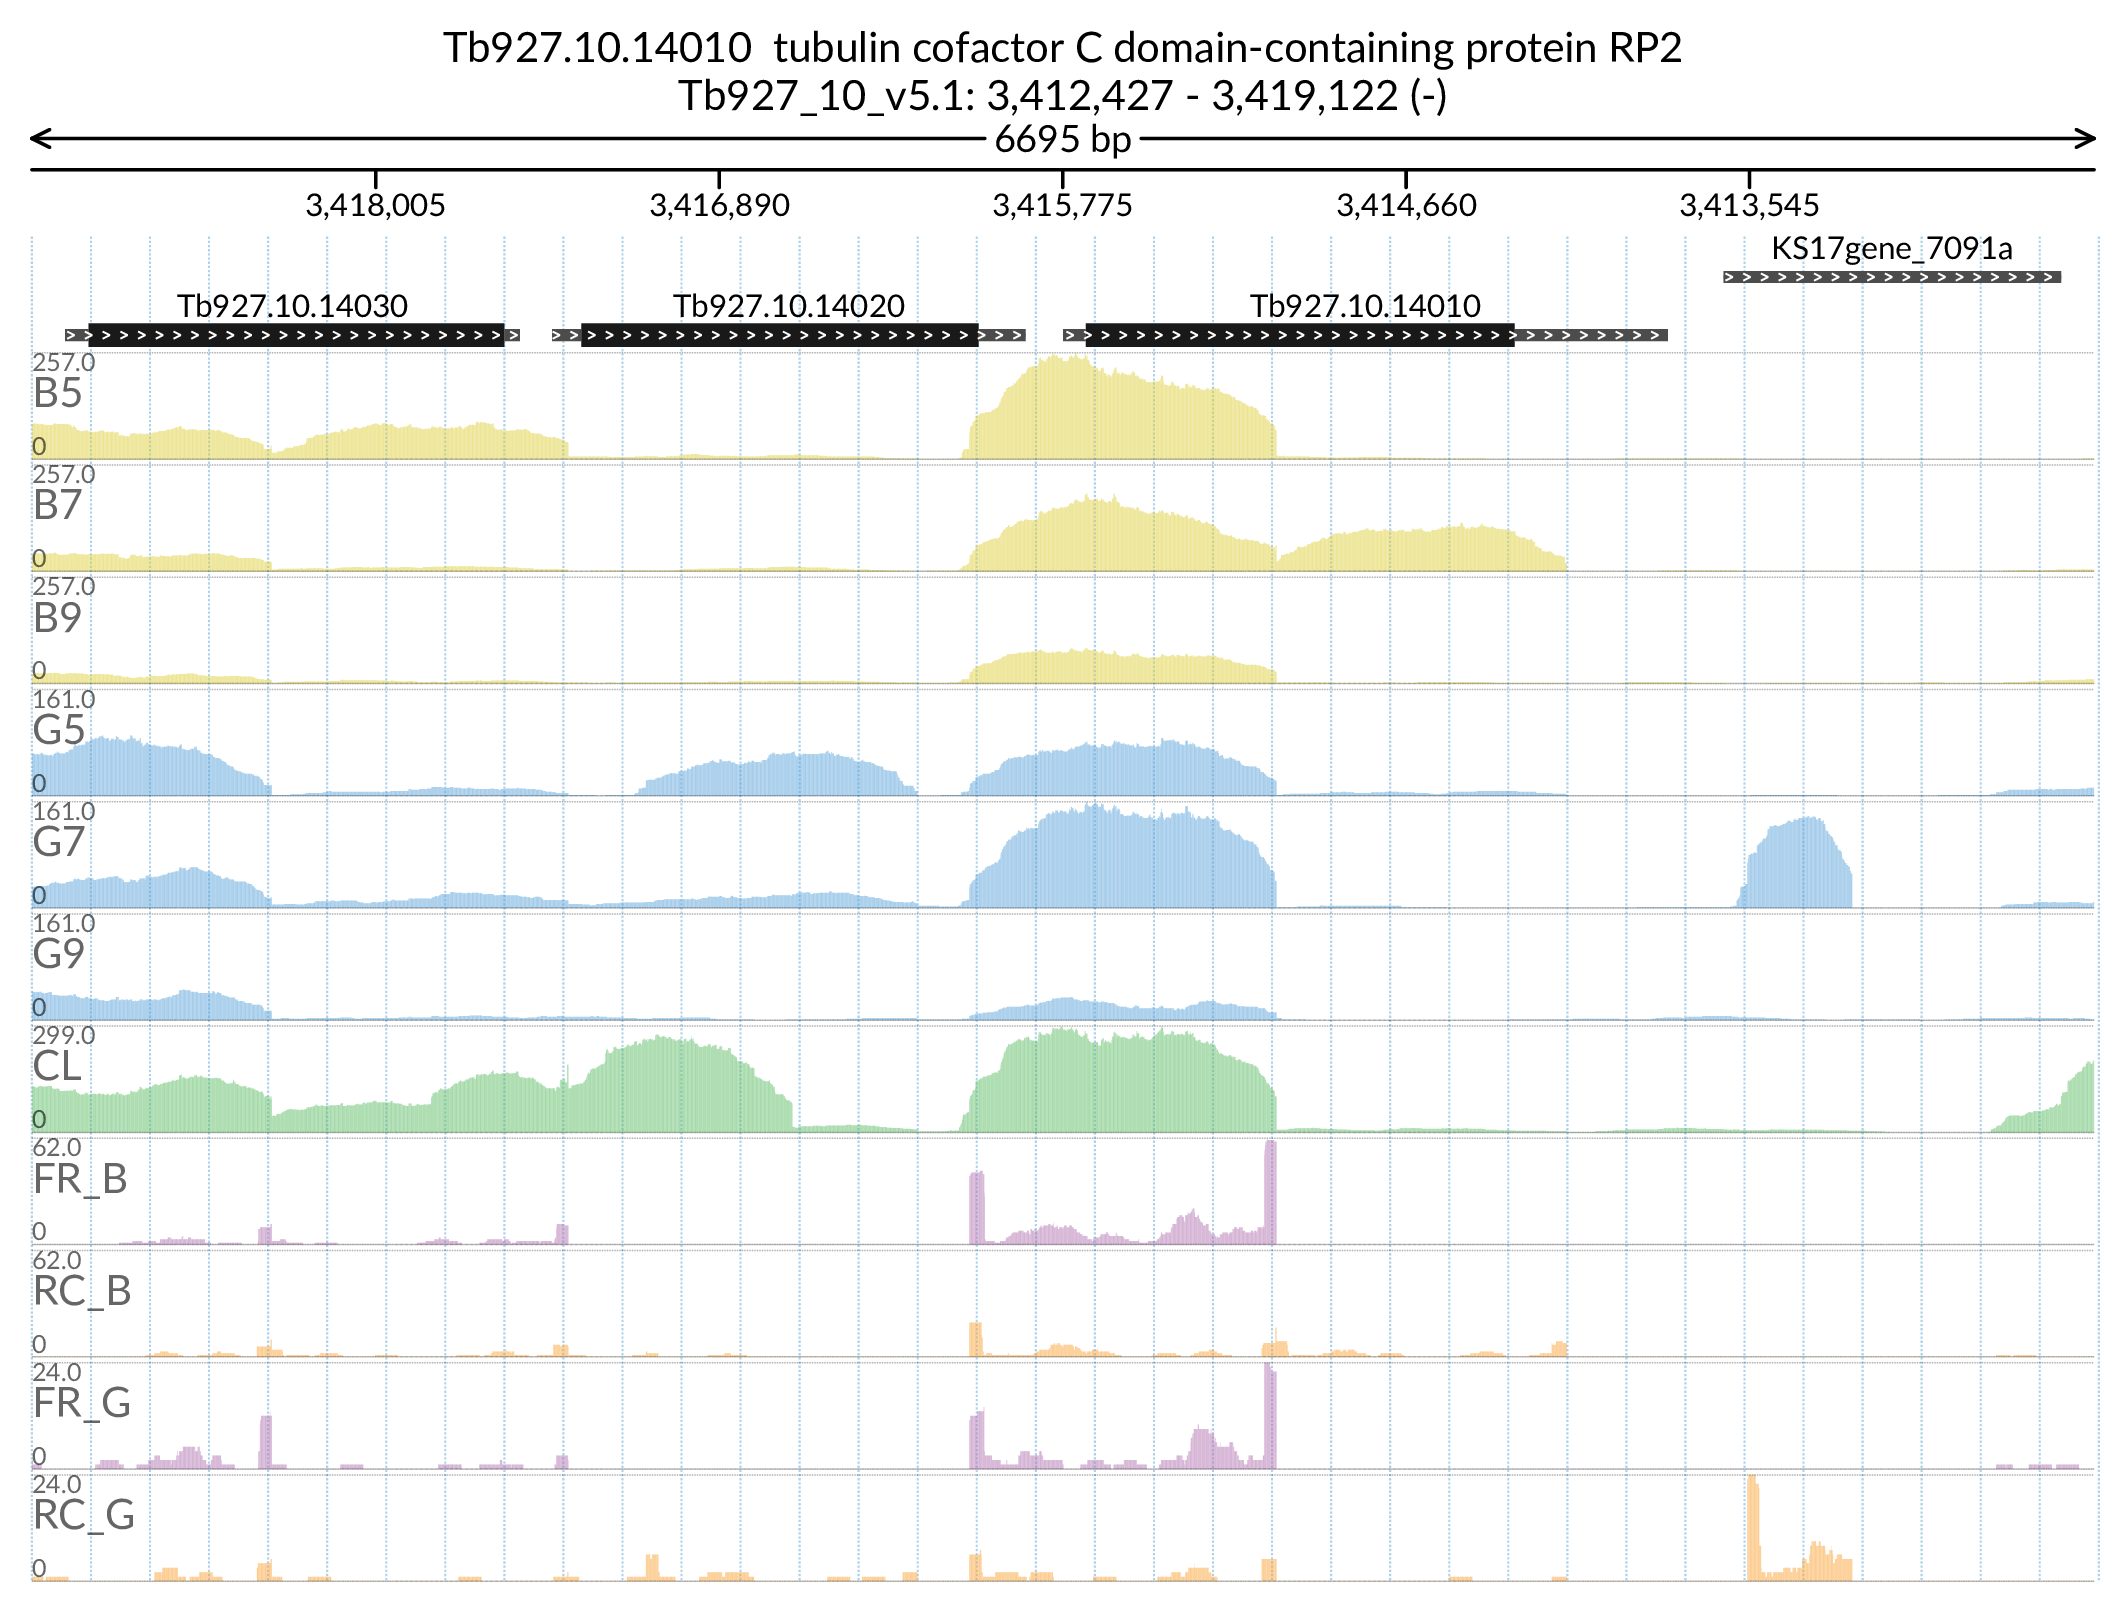 Tb927.10.14010  tubulin cofactor C domain-containing protein RP2
Tb927_10_v5.1: 3,412,427 - 3,419,122 (-)
6695 bp
3,418,005 3,416,890 3,415,775 3,414,660 3,413,545
KS17gene_7091a
Tb927.10.14030 Tb927.10.14020 Tb927.10.14010
257.0
B5
0
257.0
B7
0
257.0
B9
0
161.0
G5
0
161.0
G7
0
161.0
G9
0
299.0
CL
0
62.0
FR_B
0
62.0
RC_B
0
24.0
FR_G
0
24.0
RC_G
0